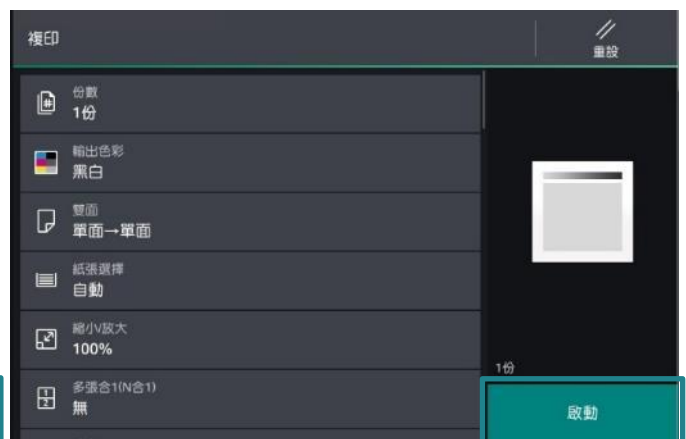 複印
重設
份數
1份
輸出色彩
黑白
雙面
單面→單面
紙張選擇
自動
縮小/放大
100%
多張合1(N合1)
無
1份
啟動